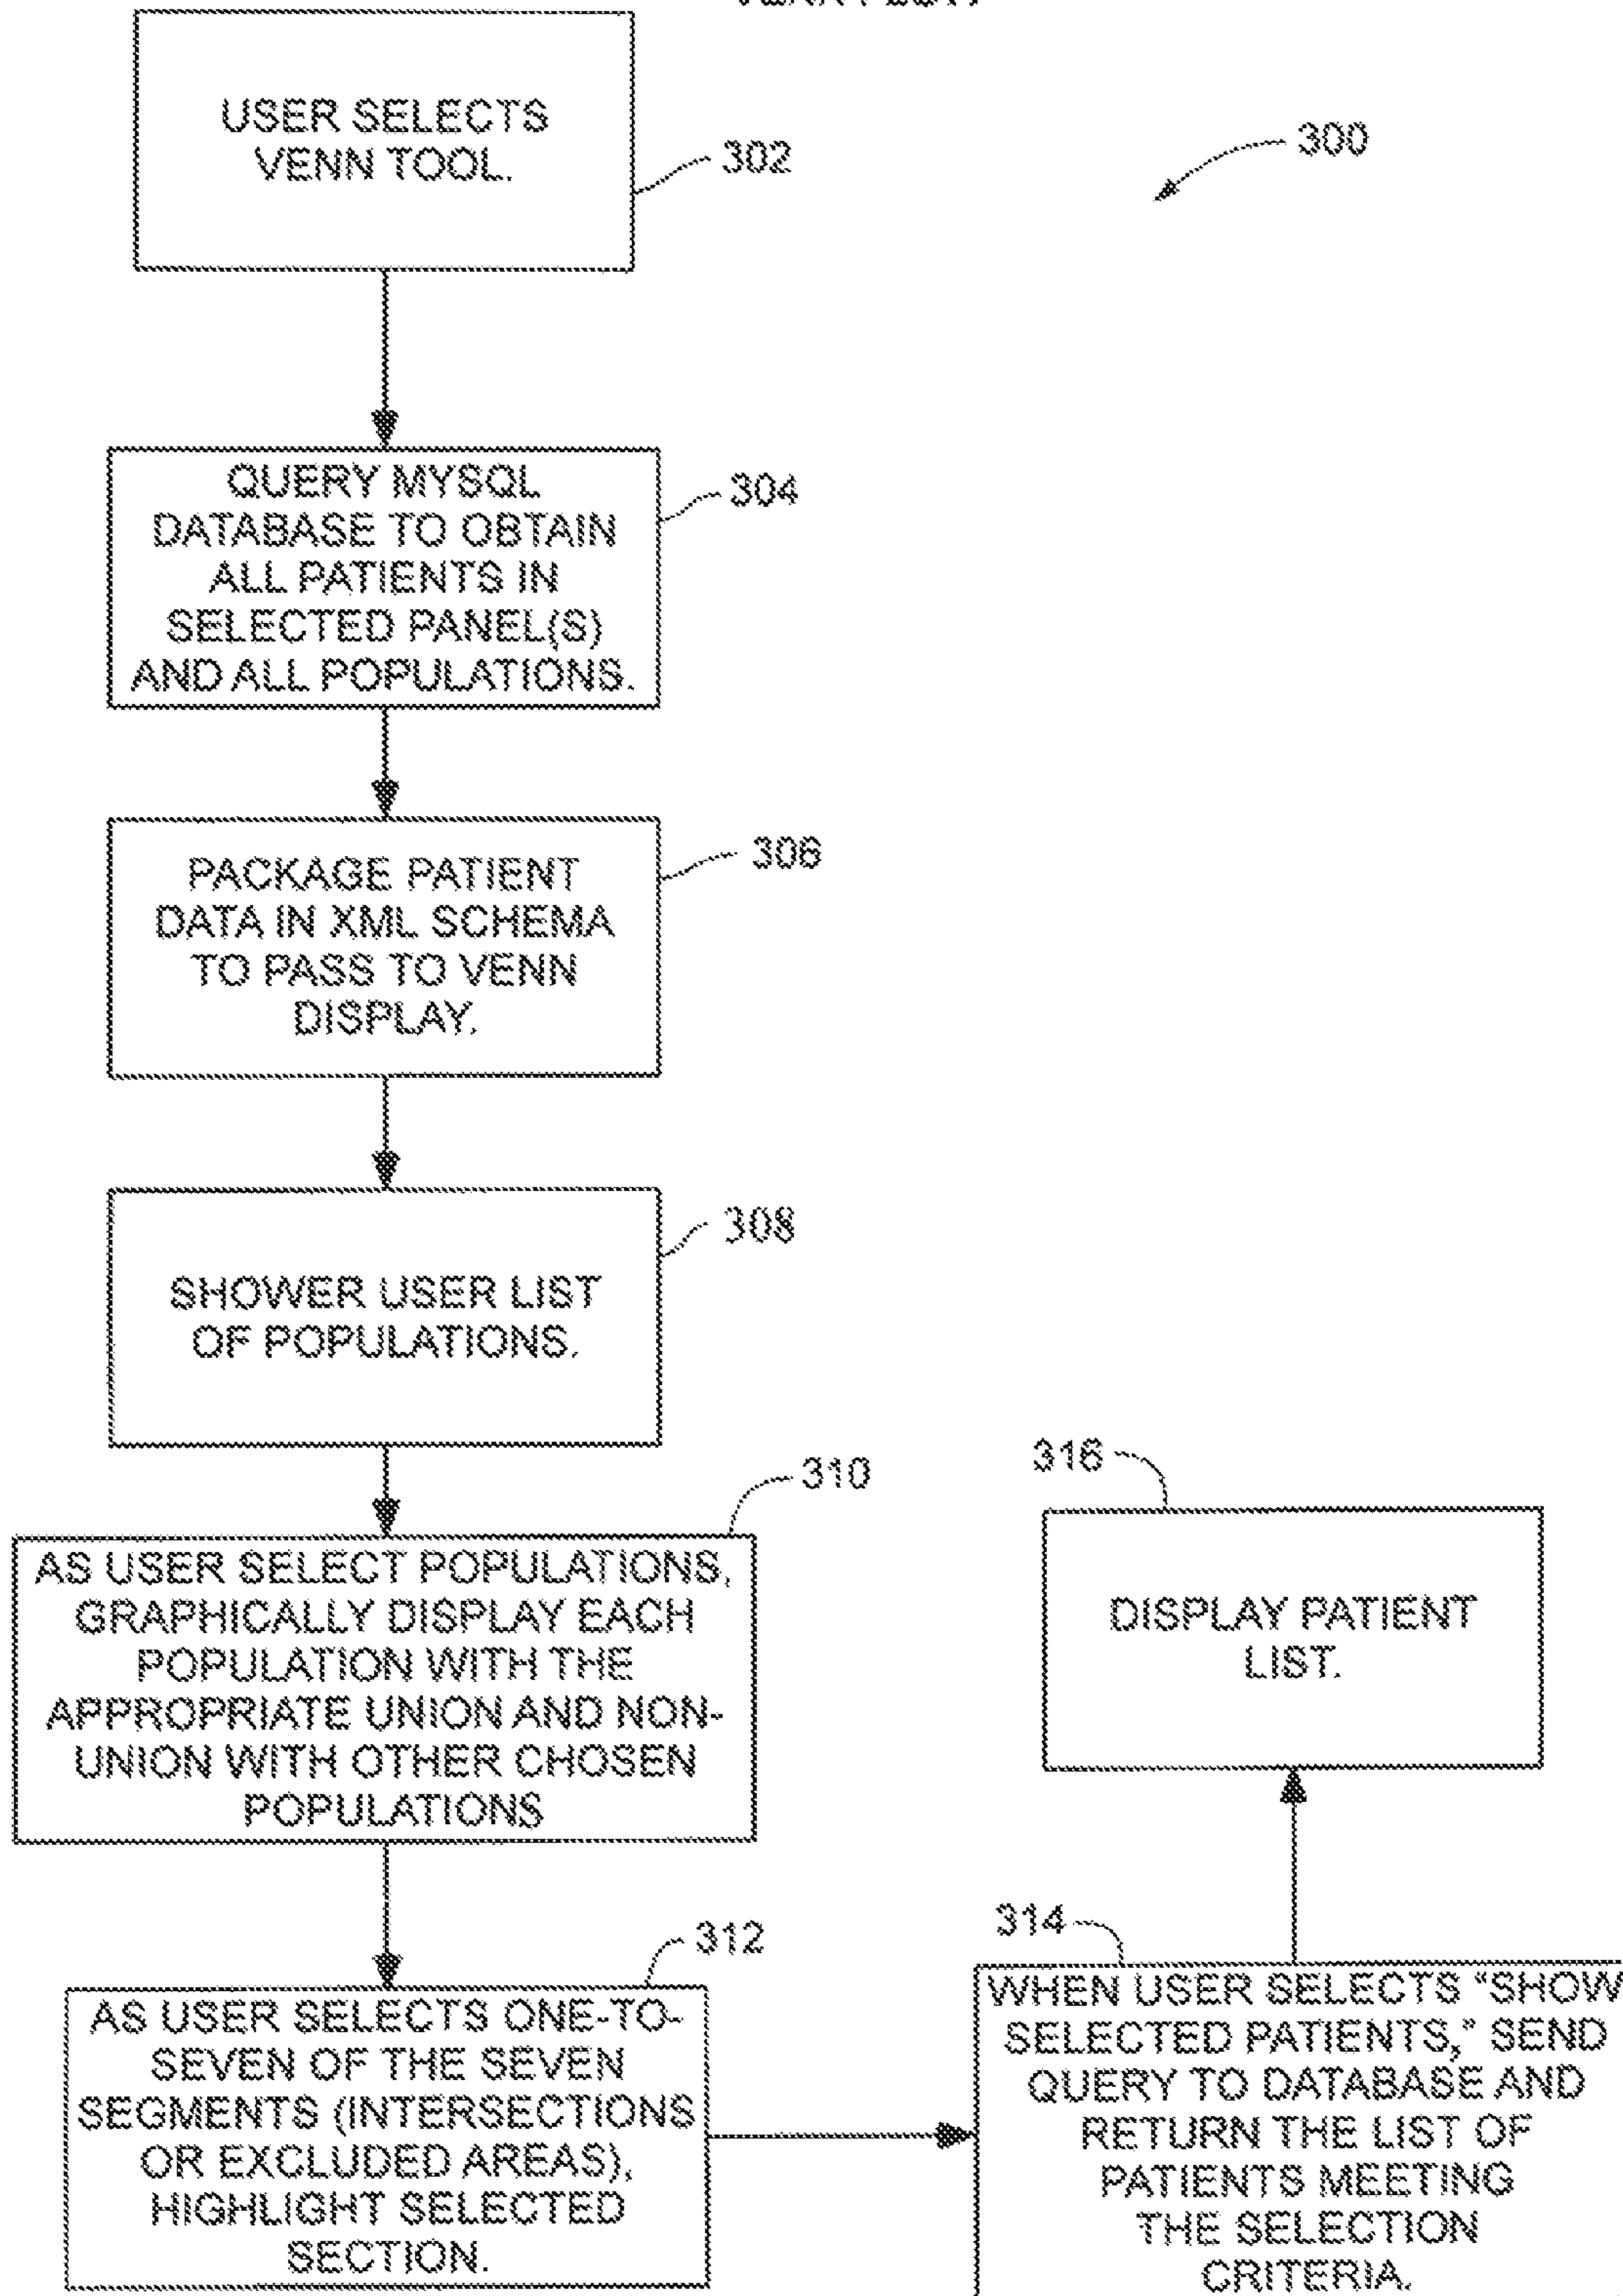 USER SELECTS
VENN TOOL.
302
300
QUERY MYSQL
DATABASE TO OBTAIN
ALL PATIENTS IN
SELECTED PANEL(S)
AND ALL POPULATIONS.
304
PACKAGE PATIENT
DATA IN XML SCHEMA
TO PASS TO VENN
DISPLAY.
306
SHOWER USER LIST
OF POPULATIONS.
308
AS USER SELECT POPULATIONS,
GRAPHICALLY DISPLAY EACH
POPULATION WITH THE
APPROPRIATE UNION AND NON-
UNION WITH OTHER CHOSEN
POPULATIONS
310
AS USER SELECTS ONE-TO-
SEVEN OF THE SEVEN
SEGMENTS (INTERSECTIONS
OR EXCLUDED AREAS),
HIGHLIGHT SELECTED
SECTION.
312
314
WHEN USER SELECTS “SHOW
SELECTED PATIENTS,” SEND
QUERY TO DATABASE AND
RETURN THE LIST OF
PATIENTS MEETING
THE SELECTION
CRITERIA.
316
DISPLAY PATIENT
LIST.